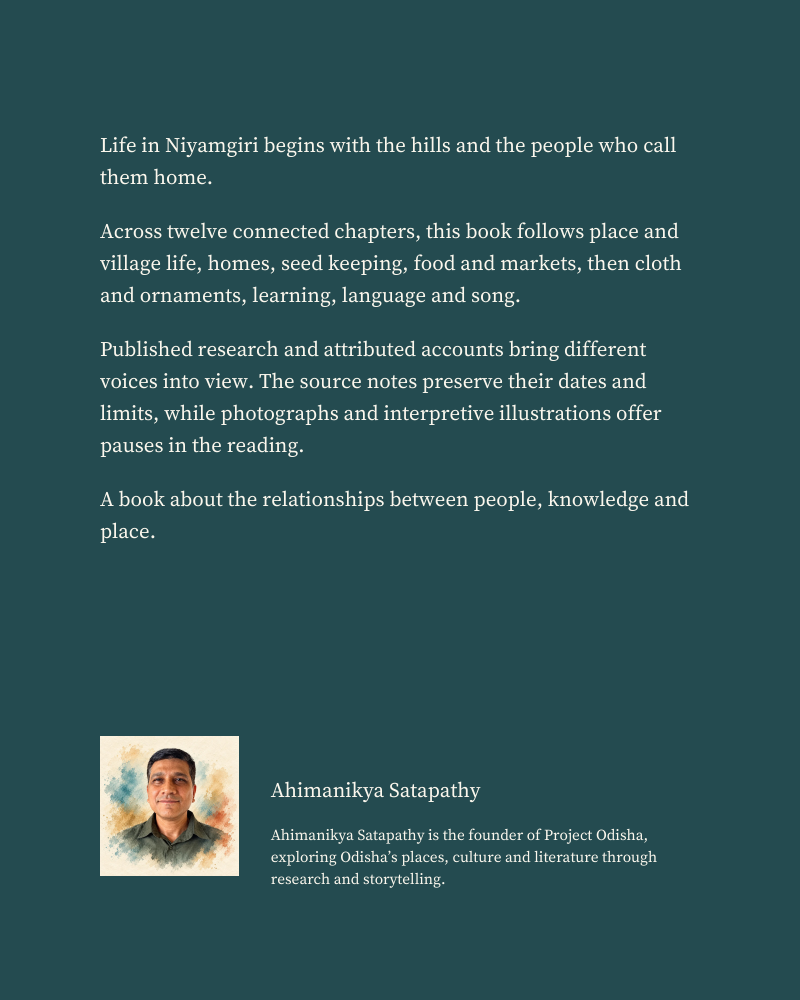 Life in Niyamgiri begins with the hills and the people who call
them home.
Across twelve connected chapters, this book follows place and
village life, homes, seed keeping, food and markets, then cloth
and ornaments, learning, language and song.
Published research and attributed accounts bring different
voices into view. The source notes preserve their dates and
limits, while photographs and interpretive illustrations offer
pauses in the reading.
A book about the relationships between people, knowledge and
place.
Ahimanikya Satapathy
Ahimanikya Satapathy is the founder of Project Odisha,
exploring Odisha’s places, culture and literature through
research and storytelling.